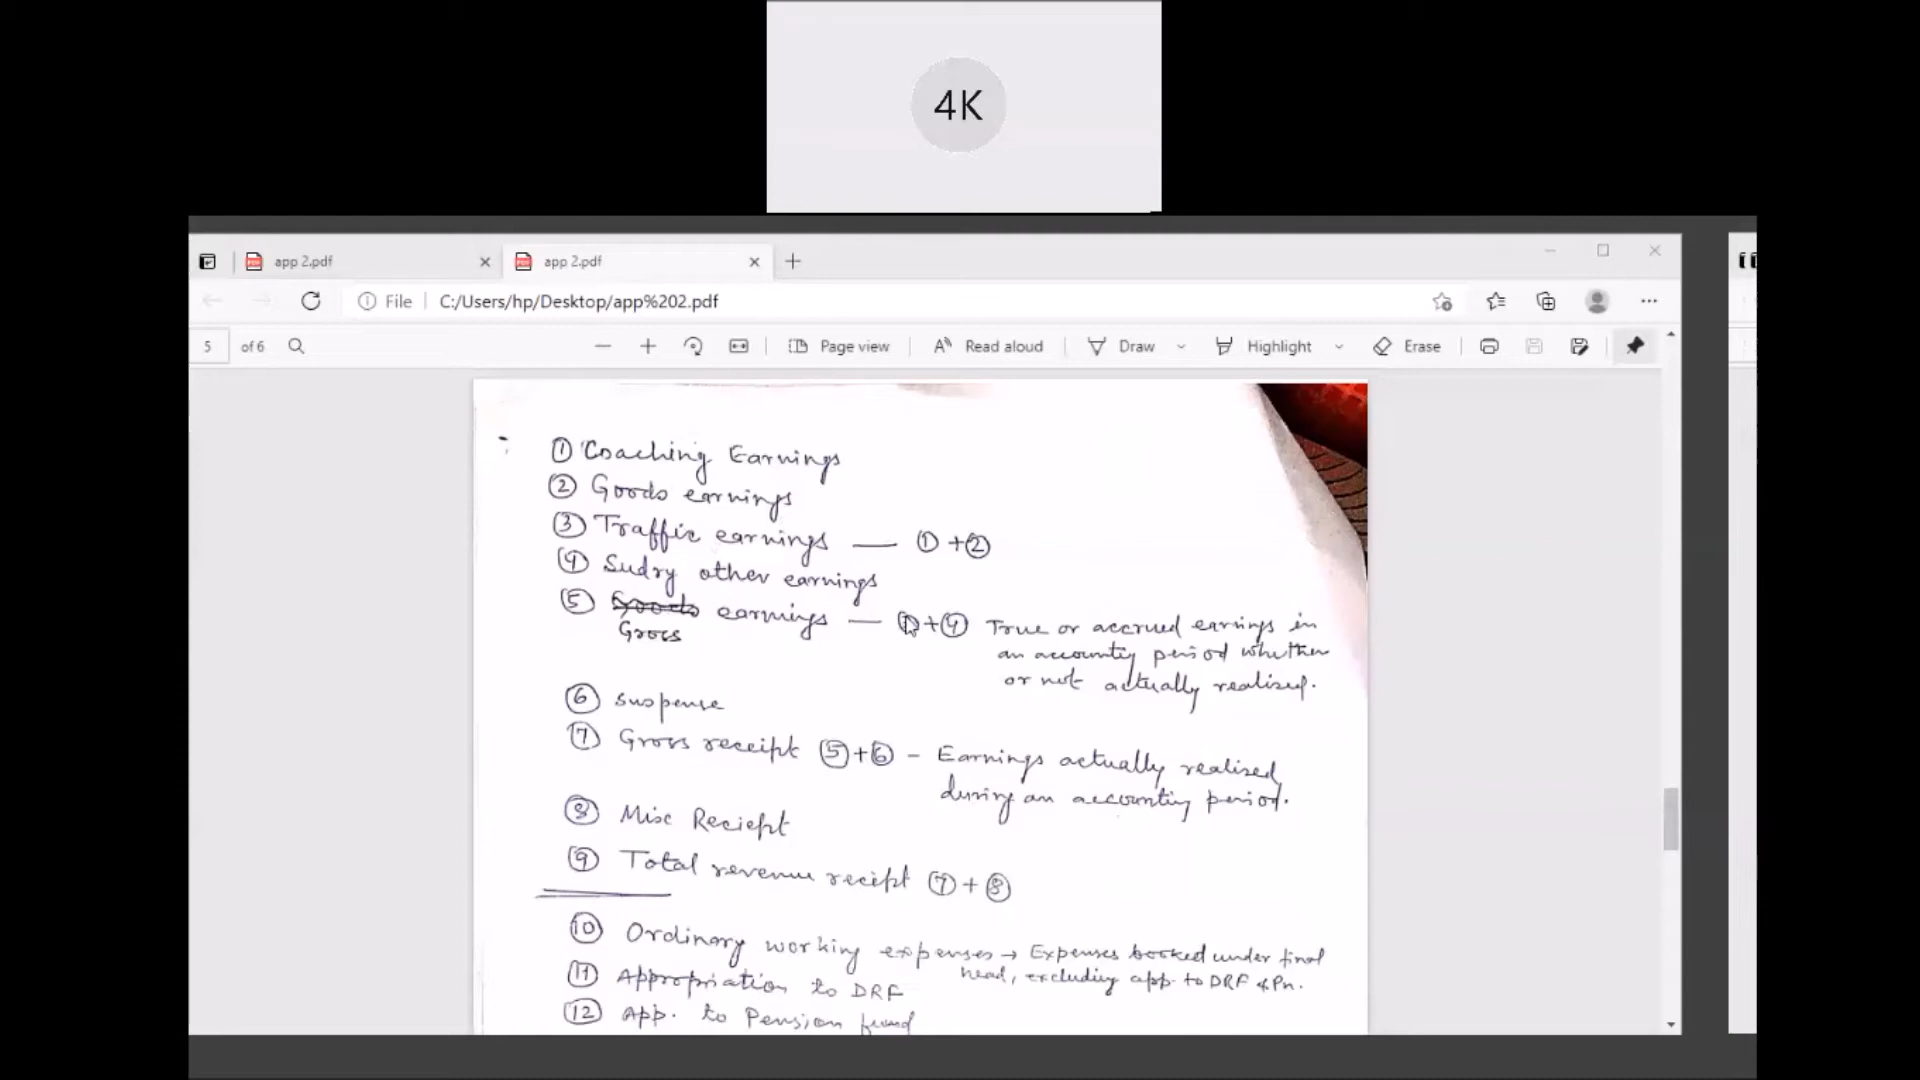 4K
app 2.pdf
app 2.pdf
File
C:/Users/hp/Desktop/app%202.pdf
5
of 6
Page view
Read aloud
Draw
Highlight
Erase
① Coaching Earnings
② Goods earnings
③ Traffic earnings — ① + ②
④ Sudry other earnings
⑤ Goods earnings — ① + ④ True or accrued earnings in
Gross
an accounting period whether
or not actually realised.
⑥ Suspense
⑦ Gross receipt ⑤ + ⑥ - Earnings actually realised
during an accounting period.
⑧ Misc Reciept
⑨ Total revenue reciept ⑦ + ⑧
⑩ Ordinary working expenses → Expenses booked under final
head, excluding app. to DRF & Pn.
⑪ Appropriation to DRF
⑫ App. to Pension fund